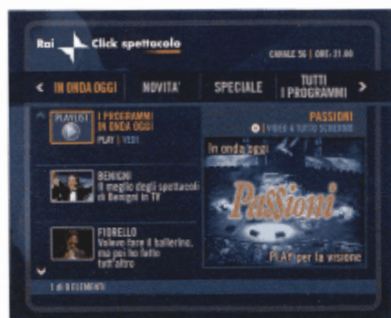 Rai Click spettacolo
CANALE 56 | ORE: 21.00
< IN ONDA OGGI NOVITA' SPECIALE TUTTI I PROGRAMMI >
PLAYLIST
I PROGRAMMI
IN ONDA OGGI
PLAY | VEDI
BENIGNI
Il meglio degli spettacoli
di Benigni in TV
FIORELLO
Volevo fare il ballerino,
ma poi ho fatto
tutt'altro
PASSIONI
VIDEO A TUTTO SCHERMO
In onda oggi
Passioni
PLAY per la visione
1 di 8 ELEMENTI